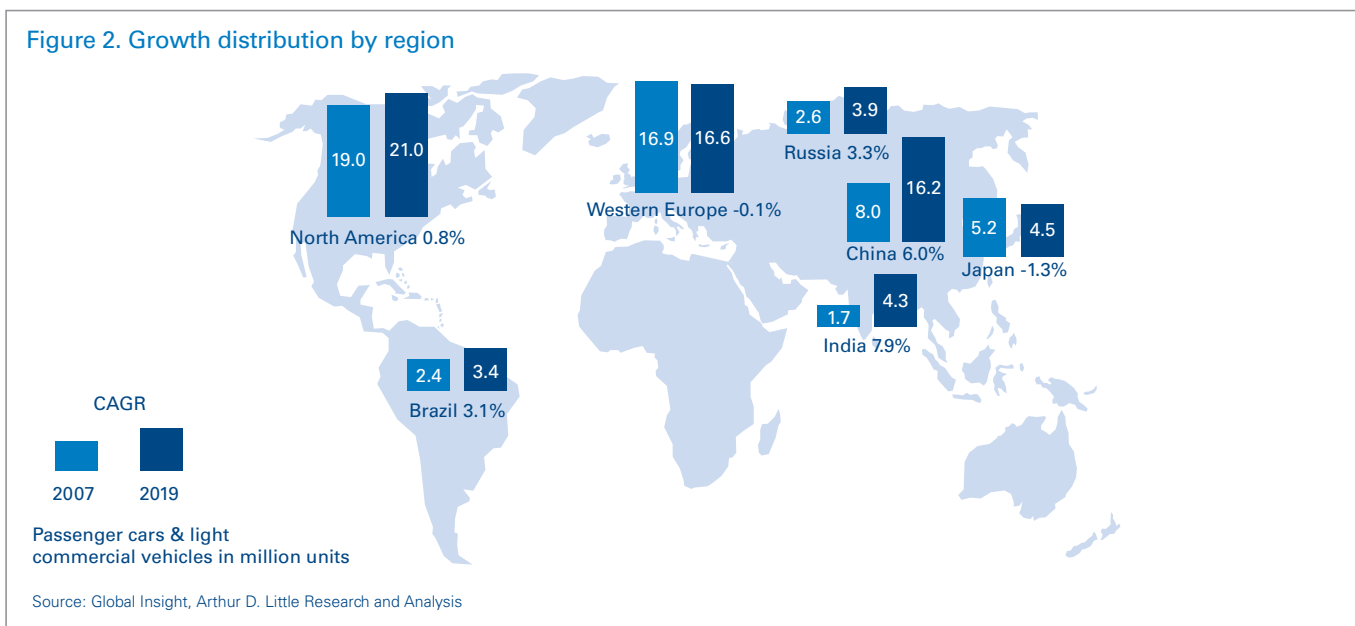 Figure 2. Growth distribution by region
19.0
21.0
North America 0.8%
16.9
16.6
Western Europe -0.1%
2.6
3.9
Russia 3.3%
8.0
16.2
China 6.0%
5.2
4.5
Japan -1.3%
1.7
4.3
India 7.9%
2.4
3.4
Brazil 3.1%
CAGR
2007
2019
Passenger cars & light
commercial vehicles in million units
Source: Global Insight, Arthur D. Little Research and Analysis